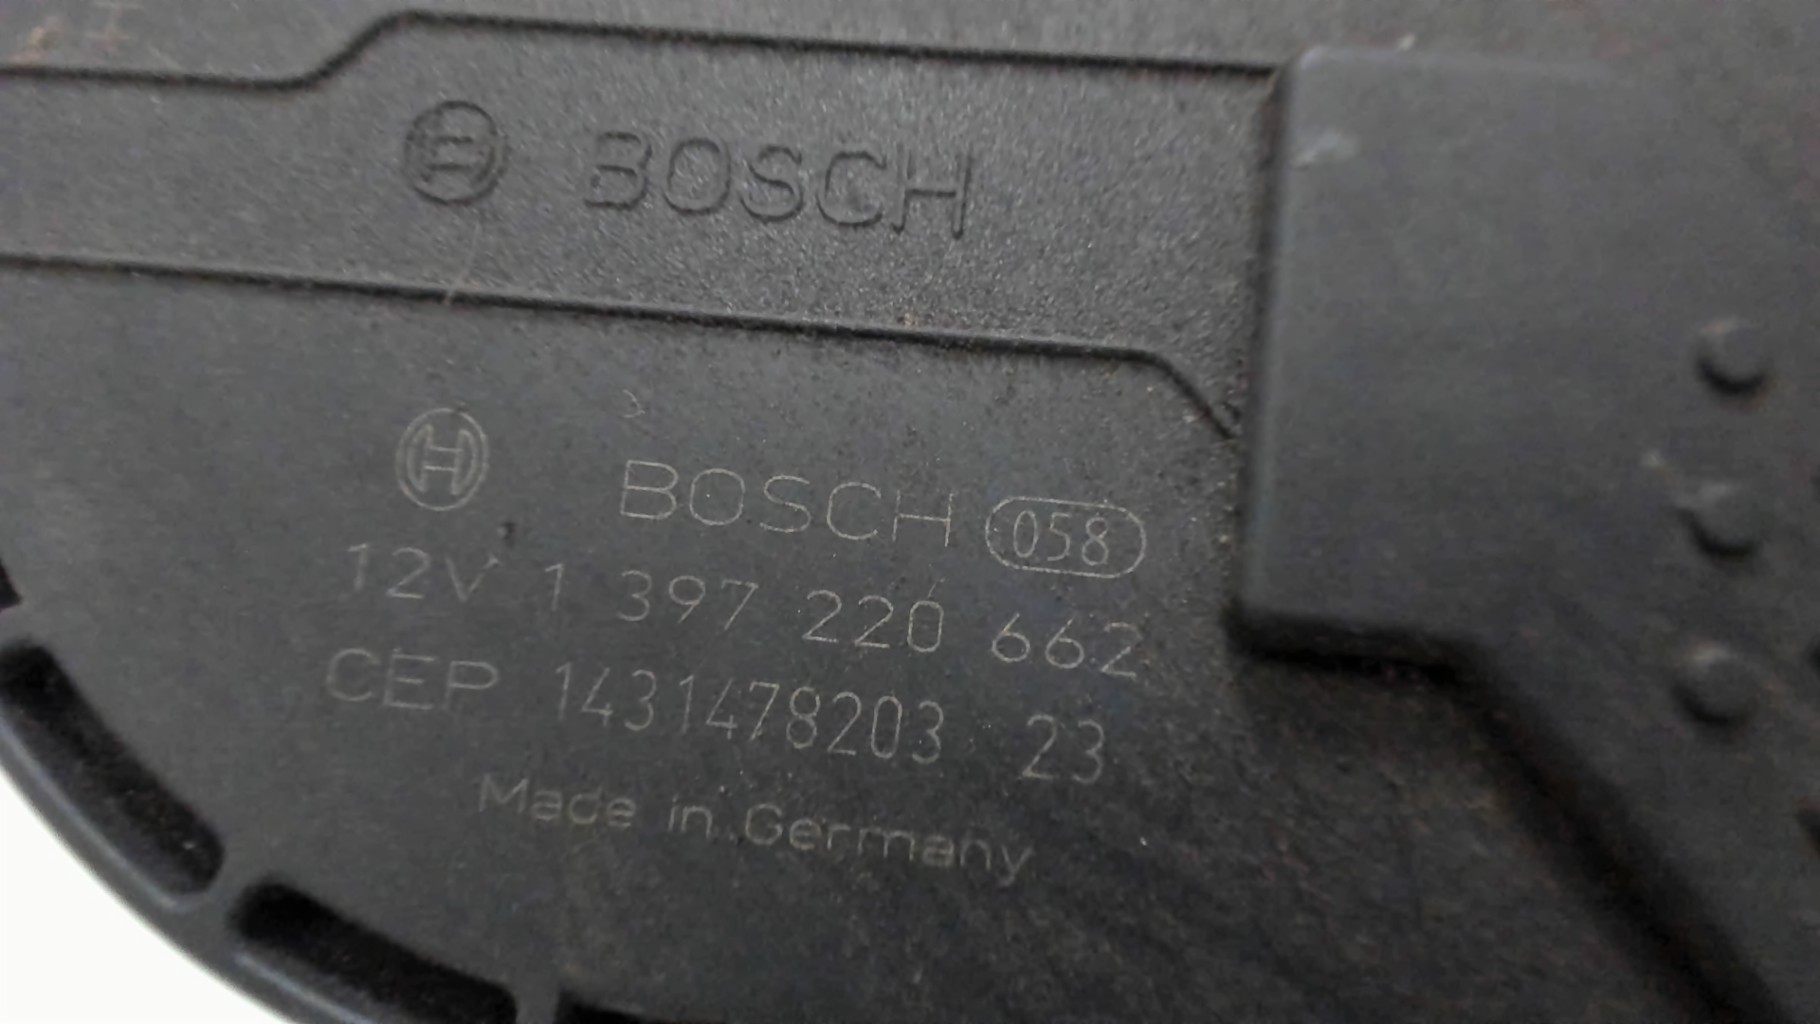 BOSCH
BOSCH 058
12V 1 397 220 662
CEP 1431478203 23
Made in Germany